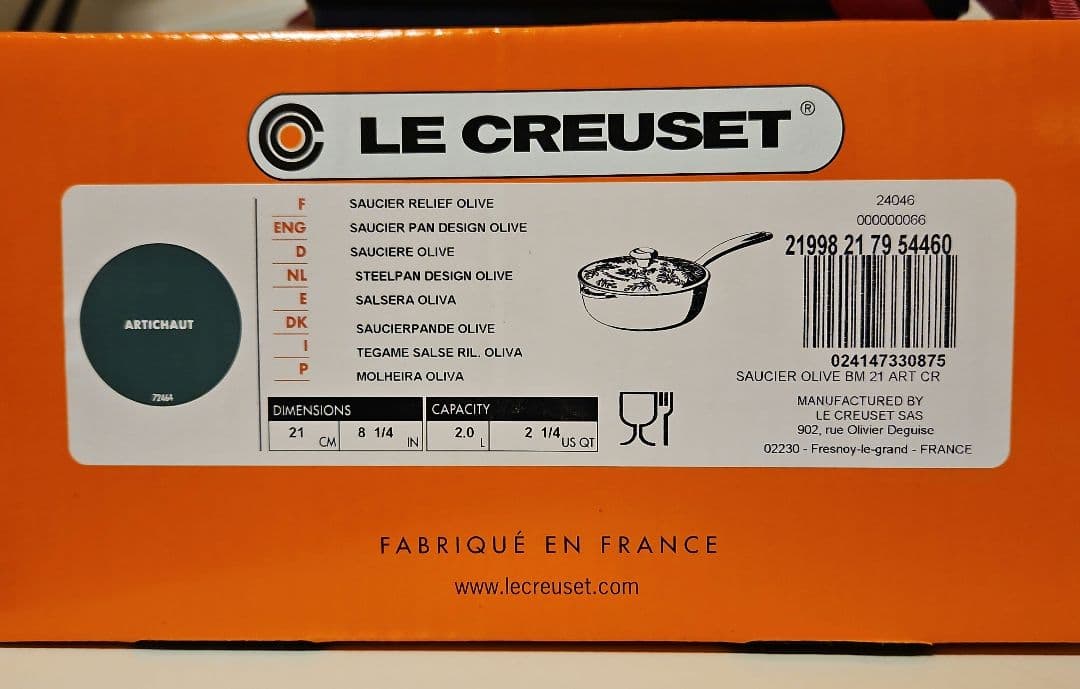 LE CREUSET®
ARTICHAUT
72464
F SAUCIER RELIEF OLIVE
ENG SAUCIER PAN DESIGN OLIVE
D SAUCIERE OLIVE
NL STEELPAN DESIGN OLIVE
E SALSERA OLIVA
DK SAUCIERPANDE OLIVE
I TEGAME SALSE RIL. OLIVA
P MOLHEIRA OLIVA
DIMENSIONS CAPACITY
21 CM 8 1/4 IN 2.0 L 2 1/4 US QT
24046
000000066
21998 21 79 54460
024147330875
SAUCIER OLIVE BM 21 ART CR
MANUFACTURED BY
LE CREUSET SAS
902, rue Olivier Deguise
02230 - Fresnoy-le-grand - FRANCE
FABRIQUÉ EN FRANCE
www.lecreuset.com